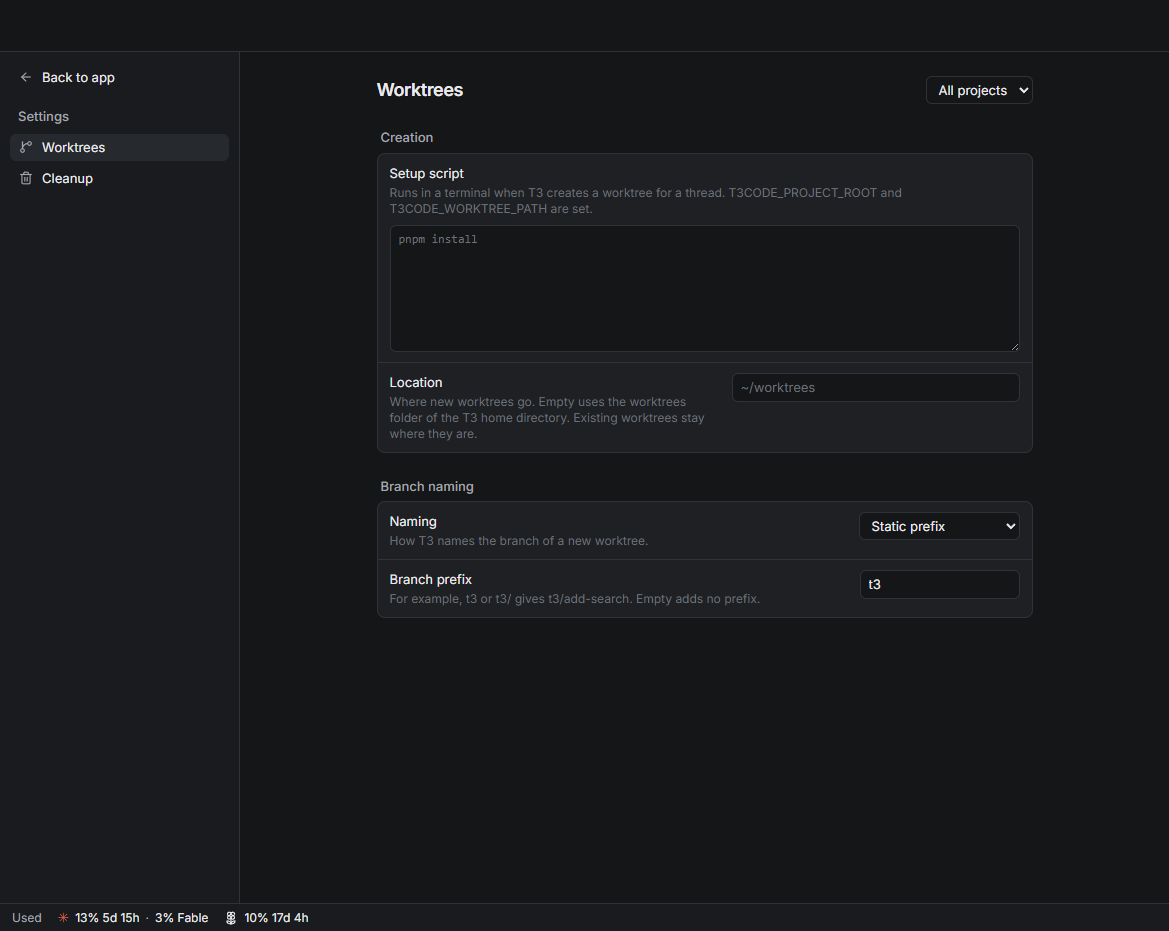 Back to app
Settings
Worktrees
Cleanup
Worktrees
All projects
Creation
Setup script
Runs in a terminal when T3 creates a worktree for a thread. T3CODE_PROJECT_ROOT and
T3CODE_WORKTREE_PATH are set.
pnpm install
Location
Where new worktrees go. Empty uses the worktrees
folder of the T3 home directory. Existing worktrees stay
where they are.
~/worktrees
Branch naming
Naming
How T3 names the branch of a new worktree.
Static prefix
Branch prefix
For example, t3 or t3/ gives t3/add-search. Empty adds no prefix.
t3
Used 13% 5d 15h · 3% Fable 10% 17d 4h